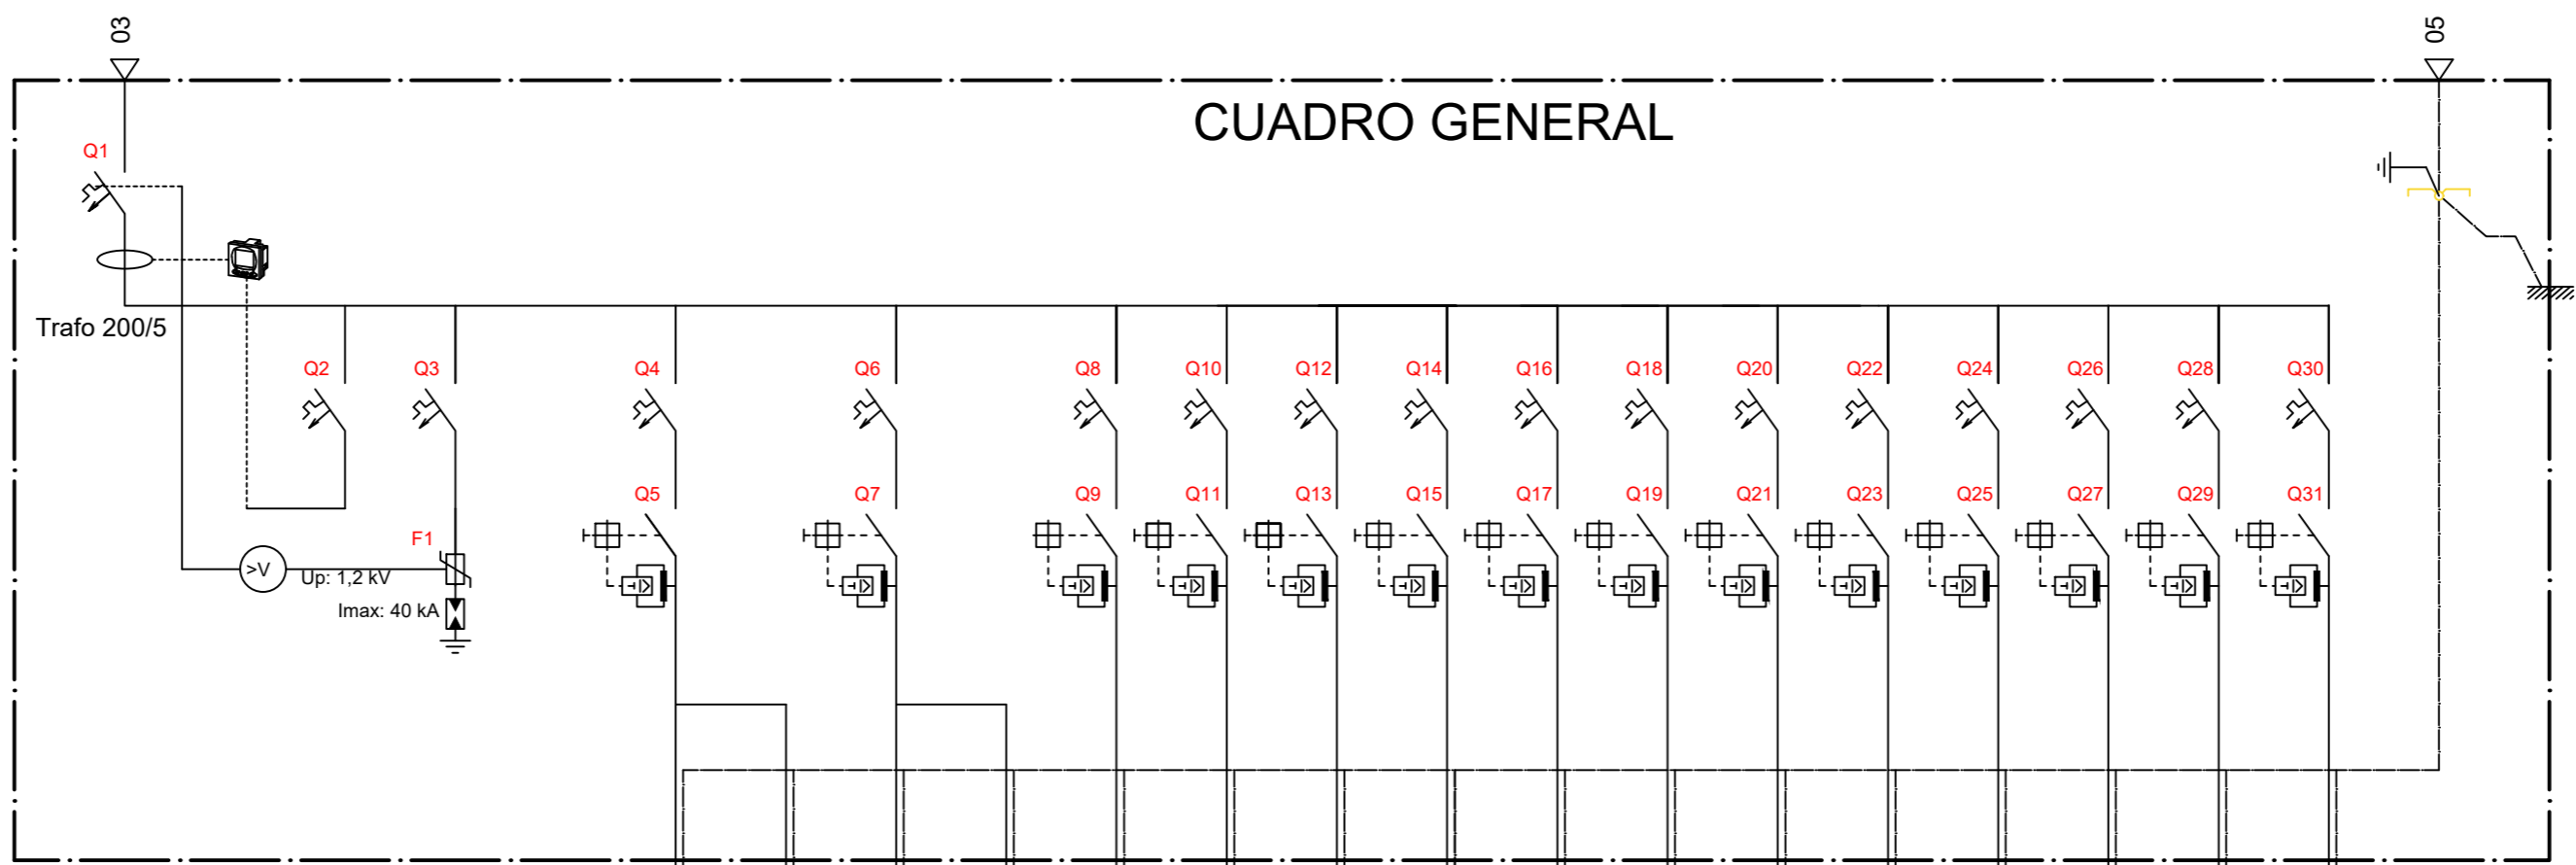 03
05
CUADRO GENERAL
Q1
Trafo 200/5
Q2
Q3
Q4
Q6
Q8
Q10
Q12
Q14
Q16
Q18
Q20
Q22
Q24
Q26
Q28
Q30
Q5
Q7
Q9
Q11
Q13
Q15
Q17
Q19
Q21
Q23
Q25
Q27
Q29
Q31
F1
>V
Up: 1,2 kV
Imax: 40 kA